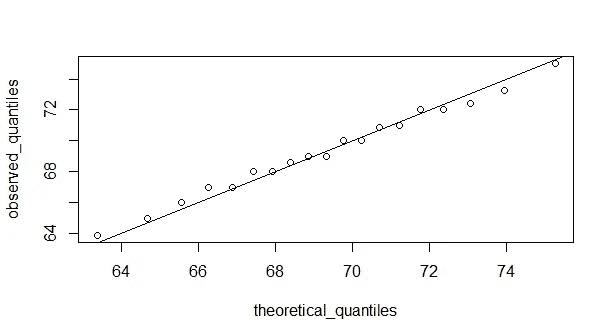 observed_quantiles
72
68
64
64 66 68 70 72 74
theoretical_quantiles